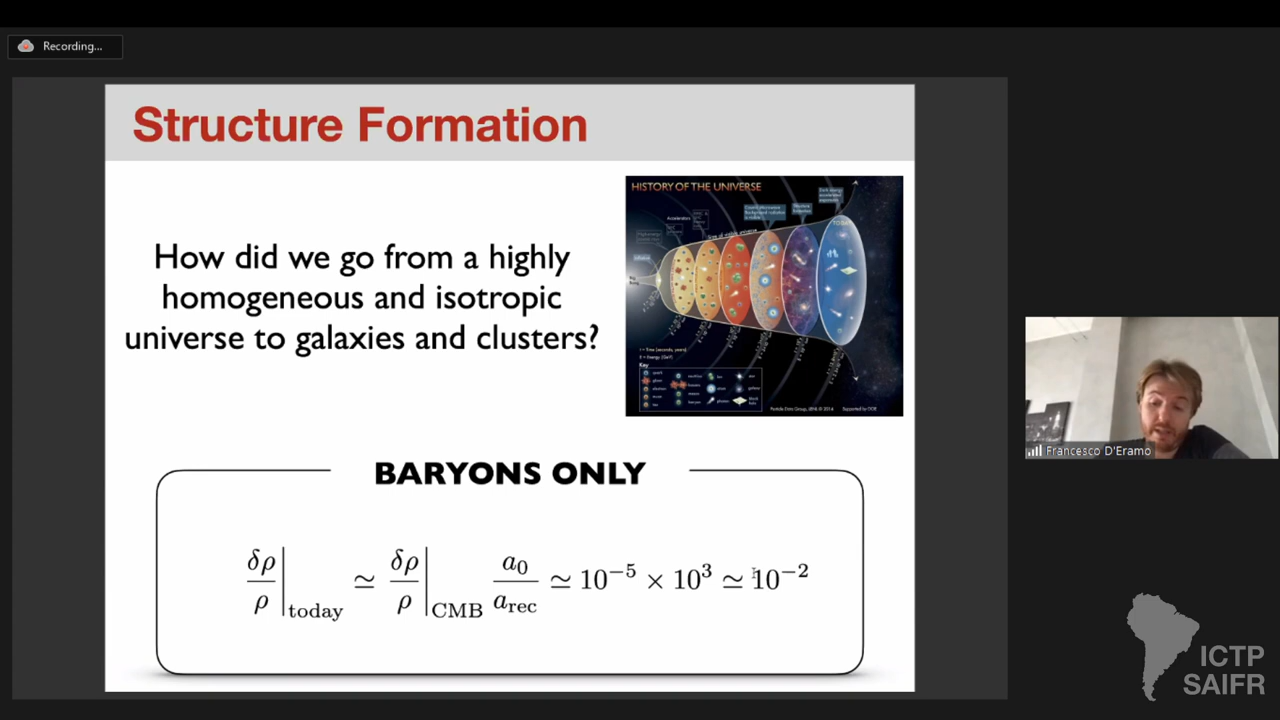 Recording...
Structure Formation
How did we go from a highly
homogeneous and isotropic
universe to galaxies and clusters?
HISTORY OF THE UNIVERSE
Key
BARYONS ONLY
δρ/ρ|today ≃ δρ/ρ|CMB a0/arec ≃ 10−5 × 103 ≃ 10−2
Francesco D'Eramo
ICTP
SAIFR